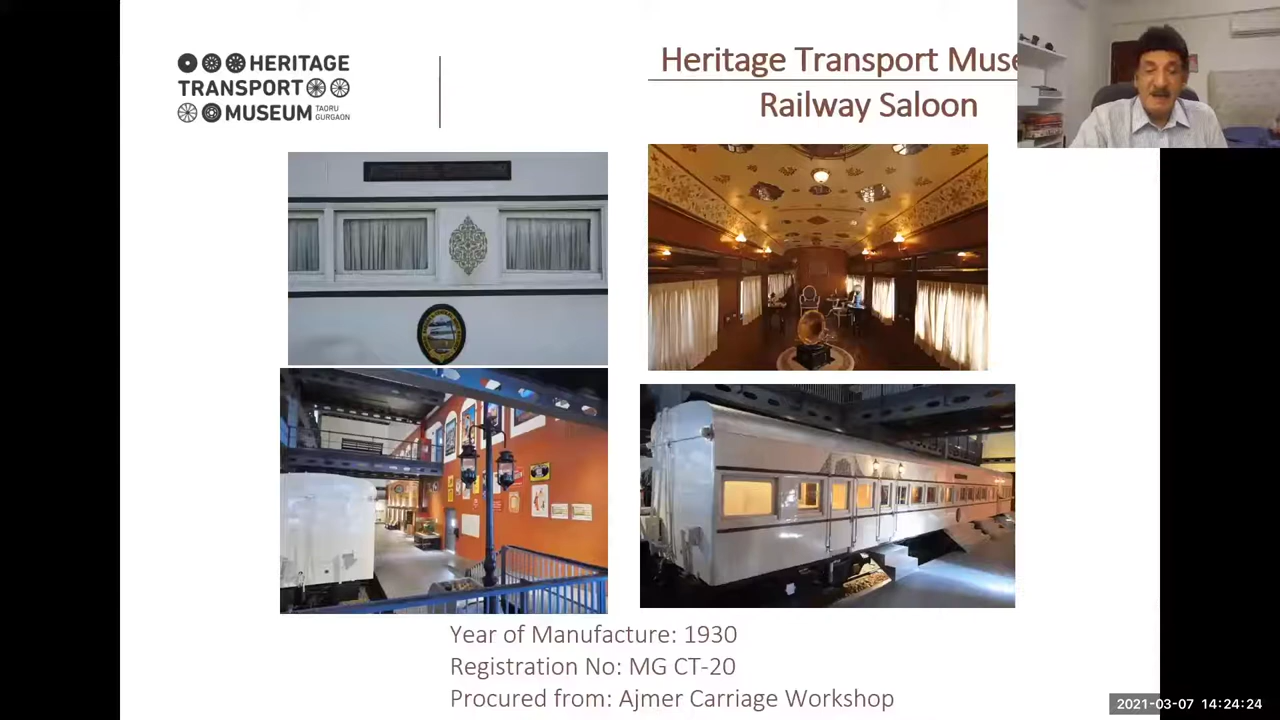 HERITAGE
TRANSPORT
MUSEUM TAORU
GURGAON
Heritage Transport Muse
Railway Saloon
Year of Manufacture: 1930
Registration No: MG CT-20
Procured from: Ajmer Carriage Workshop
2021-03-07 14:24:24